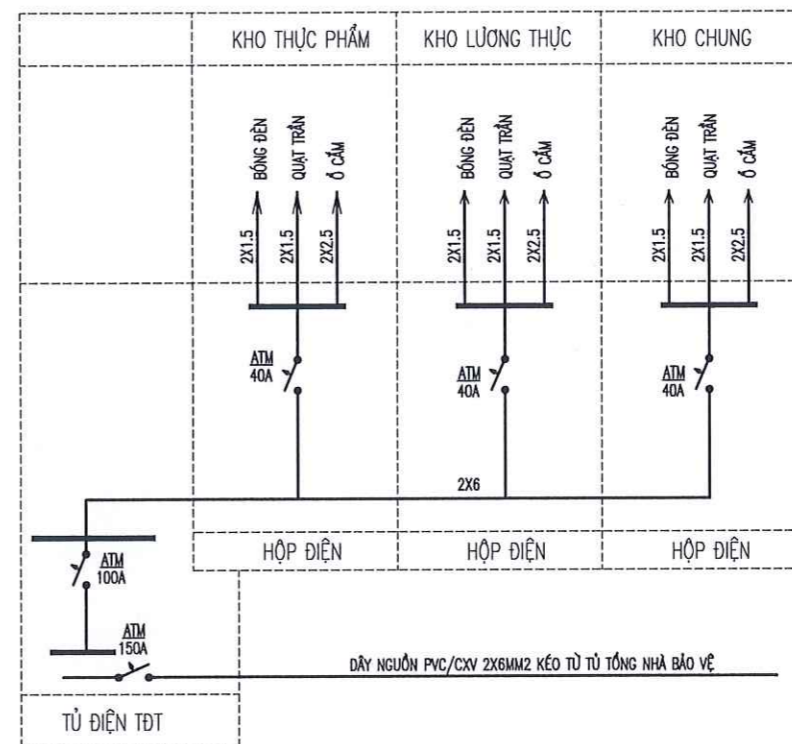 KHO THỰC PHẨM
KHO LƯƠNG THỰC
KHO CHUNG
BÓNG ĐÈN
QUẠT TRẦN
Ổ CẮM
BÓNG ĐÈN
QUẠT TRẦN
Ổ CẮM
BÓNG ĐÈN
QUẠT TRẦN
Ổ CẮM
2X1.5
2X1.5
2X2.5
2X1.5
2X1.5
2X2.5
2X1.5
2X1.5
2X2.5
ATM
40A
ATM
40A
ATM
40A
2X6
HỘP ĐIỆN
HỘP ĐIỆN
HỘP ĐIỆN
ATM
100A
ATM
150A
DÂY NGUỒN PVC/CXV 2X6MM2 KÉO TỪ TỦ TỔNG NHÀ BẢO VỆ
TỦ ĐIỆN TĐT